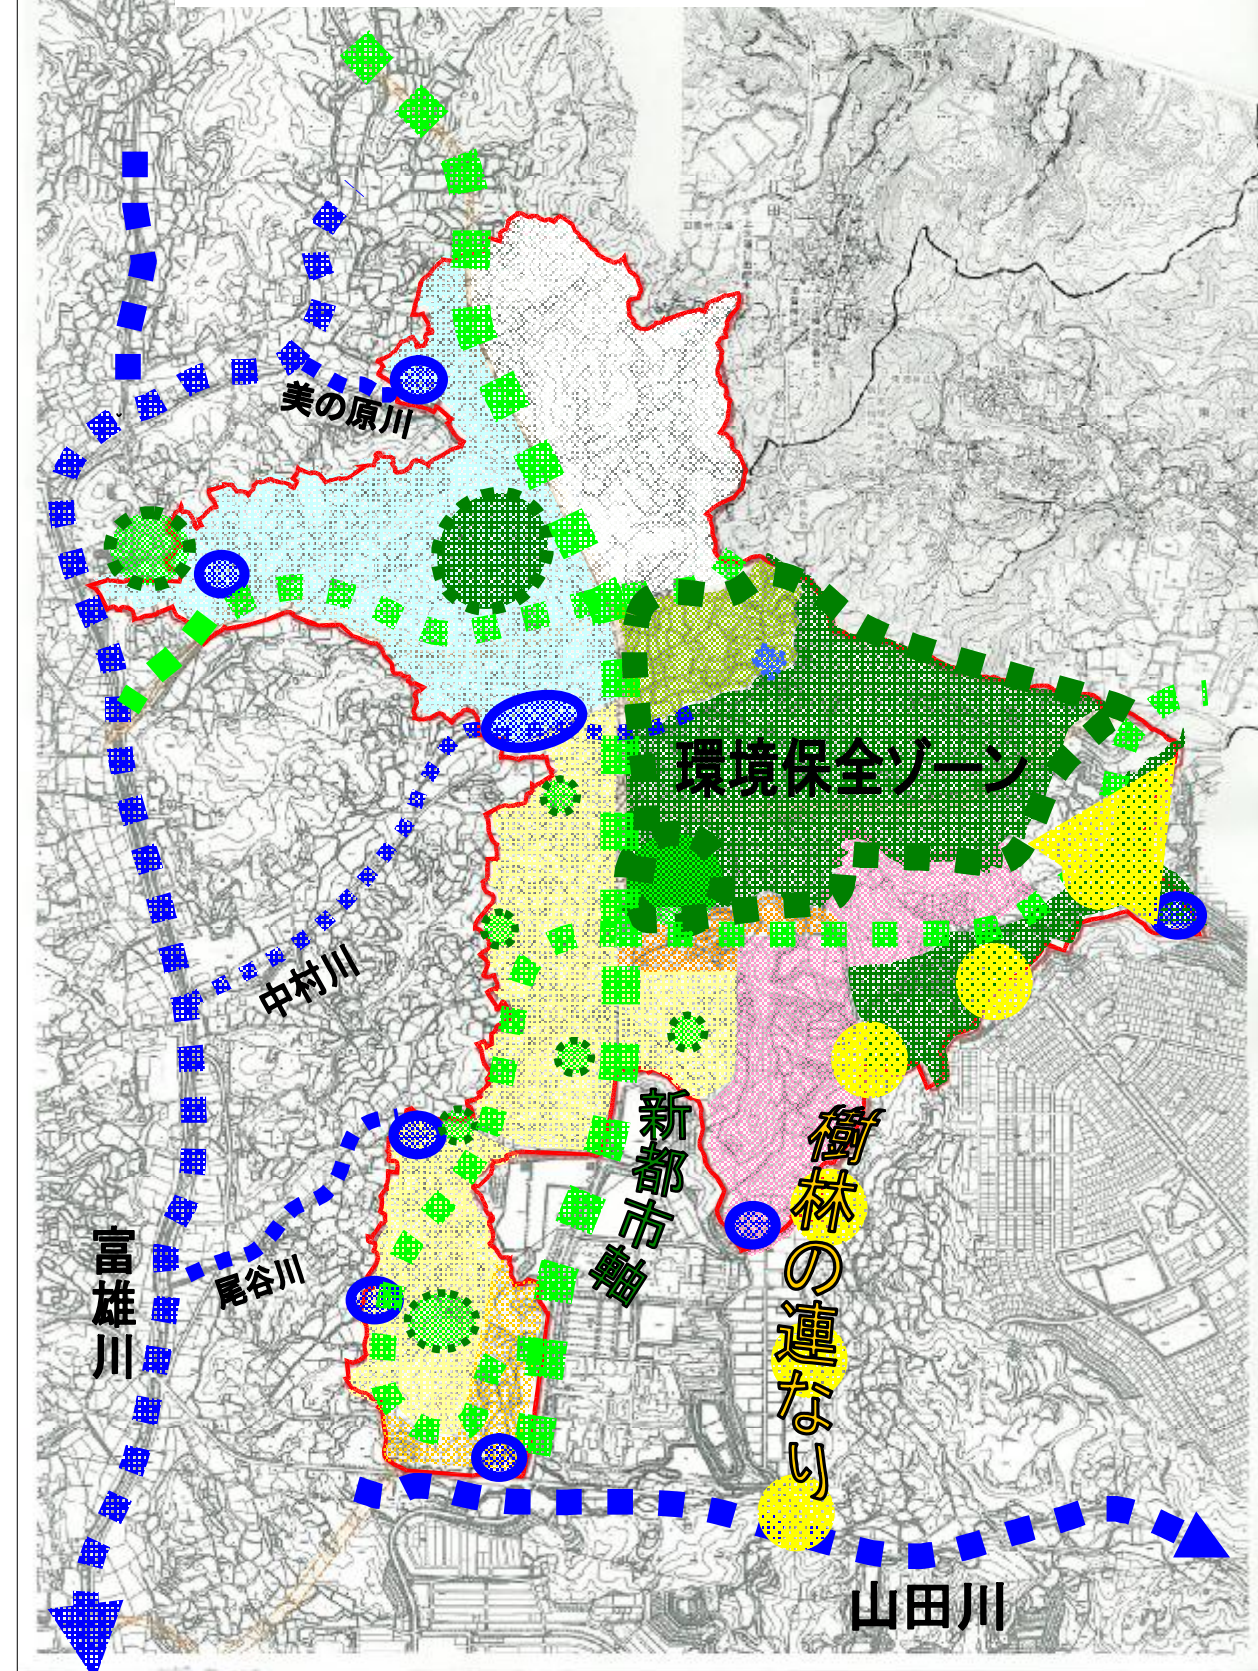 美の原川
環境保全ゾーン
中村川
新都市軸
樹林の連なり
富雄川
尾谷川
山田川